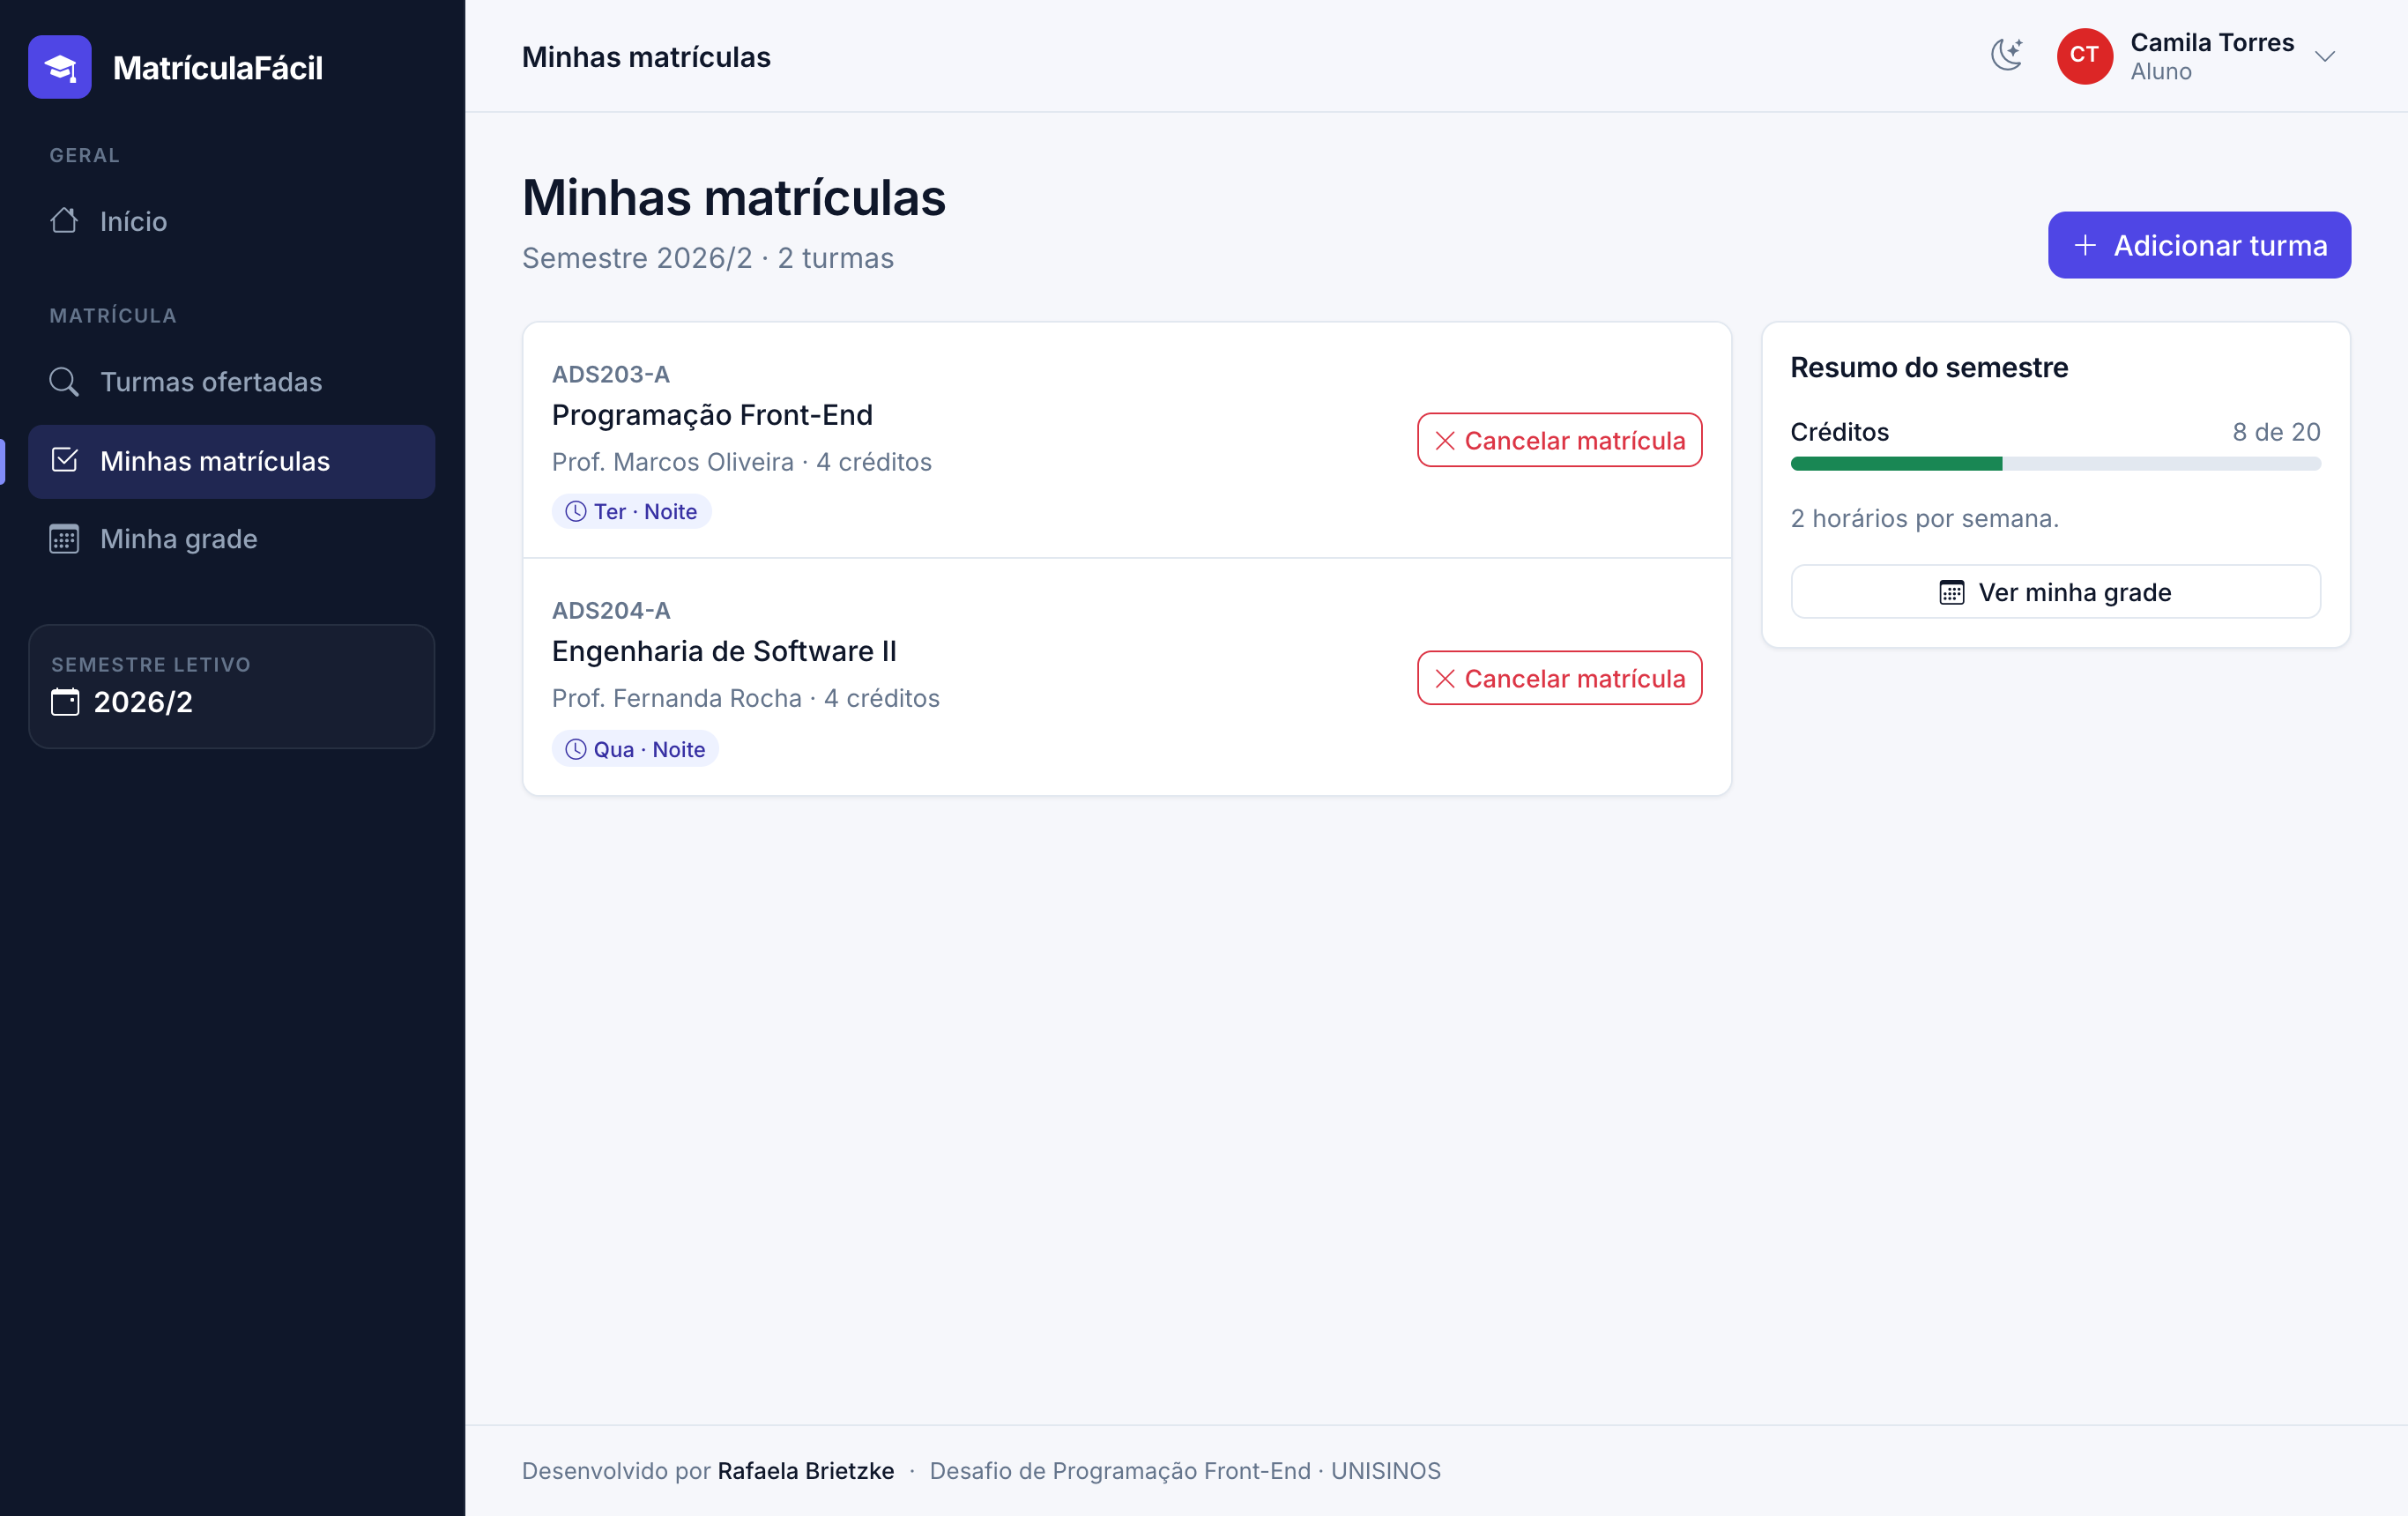 MatrículaFácil
GERAL
Início
MATRÍCULA
Turmas ofertadas
Minhas matrículas
Minha grade
SEMESTRE LETIVO
2026/2
Minhas matrículas
CT
Camila Torres
Aluno
Minhas matrículas
Semestre 2026/2 · 2 turmas
Adicionar turma
ADS203-A
Programação Front-End
Prof. Marcos Oliveira · 4 créditos
Ter · Noite
Cancelar matrícula
ADS204-A
Engenharia de Software II
Prof. Fernanda Rocha · 4 créditos
Qua · Noite
Cancelar matrícula
Resumo do semestre
Créditos 8 de 20
2 horários por semana.
Ver minha grade
Desenvolvido por Rafaela Brietzke · Desafio de Programação Front-End · UNISINOS